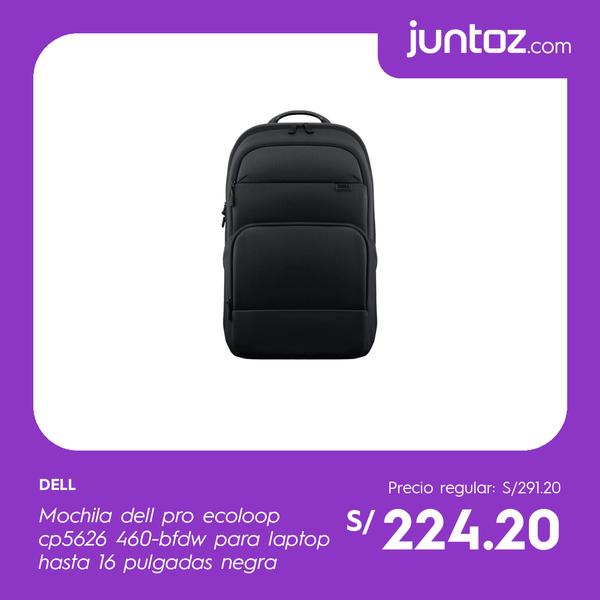 juntoz.com
DELL
DELL
Mochila dell pro ecoloop
cp5626 460-bfdw para laptop
hasta 16 pulgadas negra
Precio regular: S/291.20
S/224.20